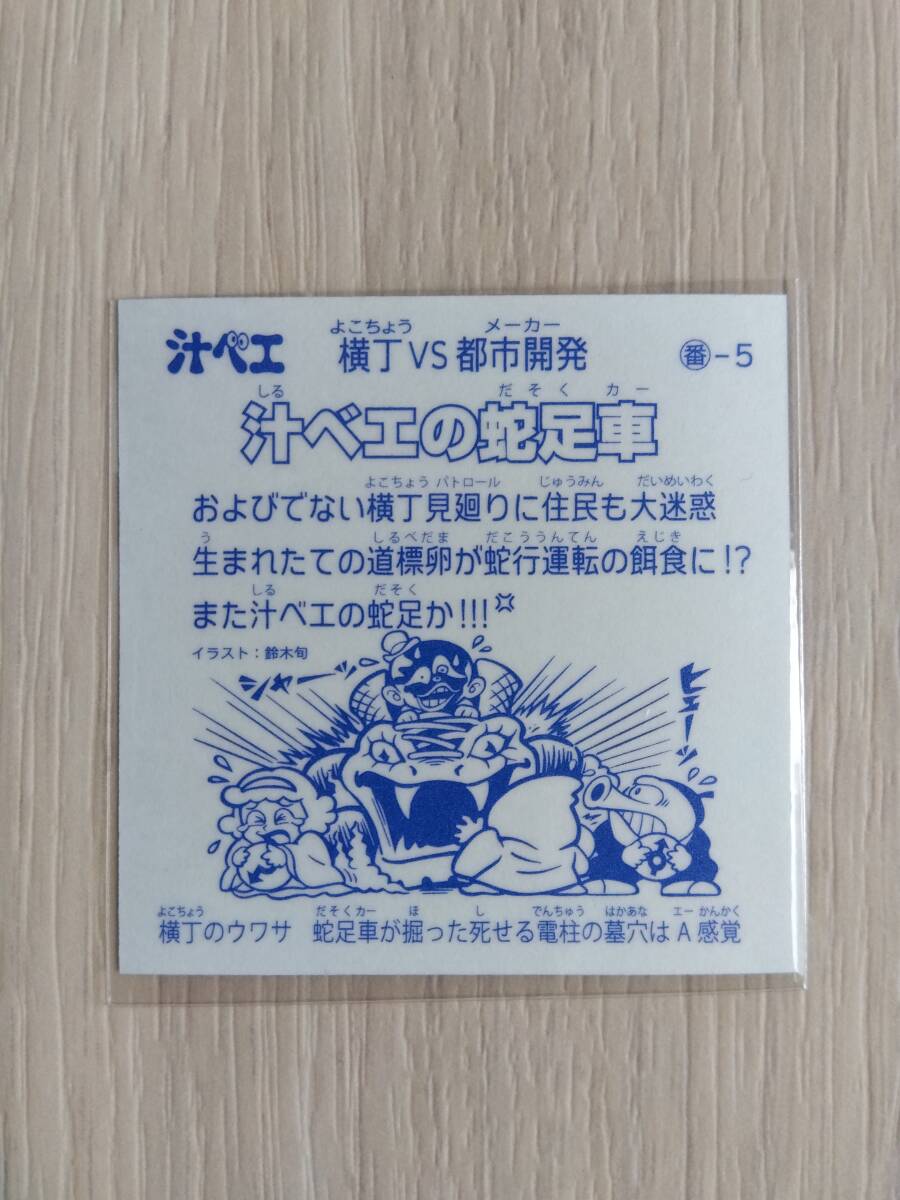 汁ベエ
よこちょう メーカー
横丁VS都市開発
㊙-5
しる だそく カー
汁ベエの蛇足車
よこちょう パトロール じゅうみん だいめいわく
およびでない横丁見廻りに住民も大迷惑
う しるべだま だこううんてん えじき
生まれたての道標卵が蛇行運転の餌食に!?
しる だそく
また汁ベエの蛇足か!!!
イラスト:鈴木旬
シャー
ヒュー
よこちょう だそくカー ほ し でんちゅう はかあな エー かんかく
横丁のウワサ 蛇足車が掘った死せる電柱の墓穴はA感覚